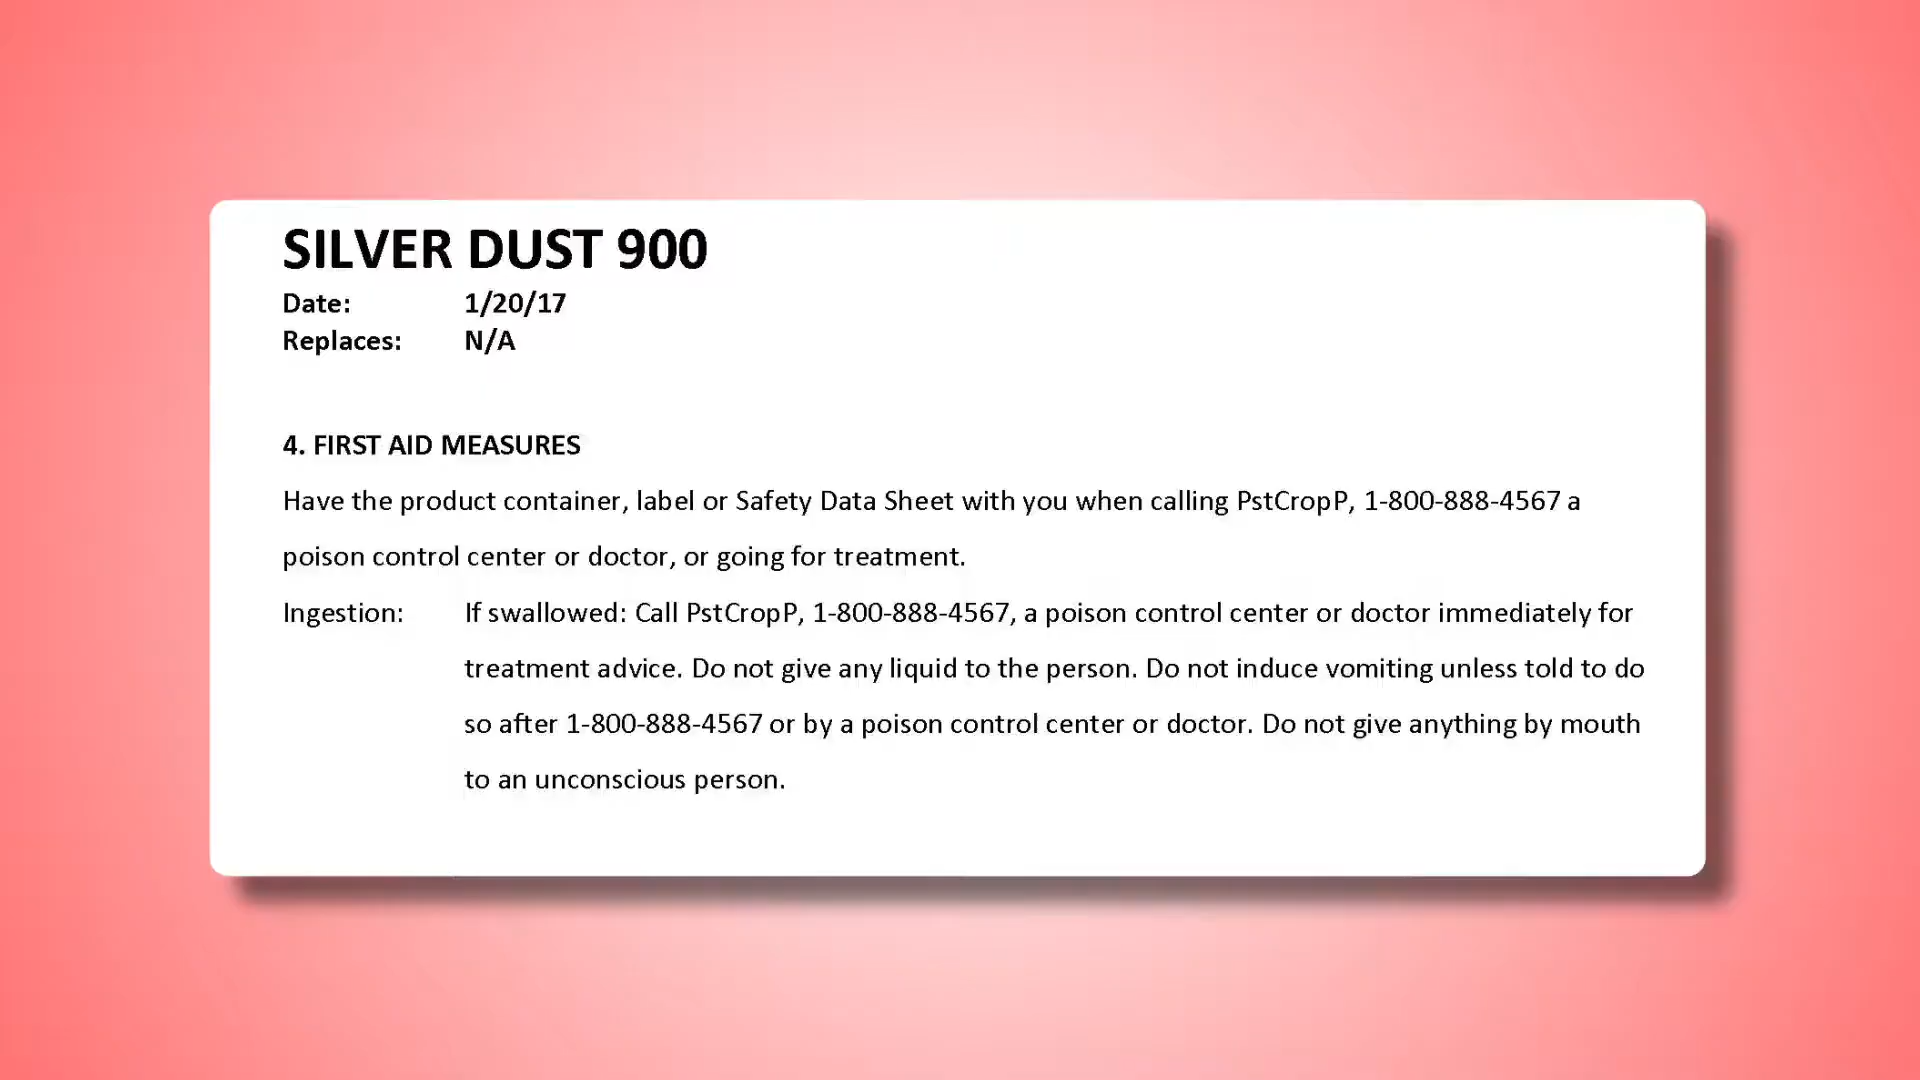 SILVER DUST 900
Date: 1/20/17
Replaces: N/A
4. FIRST AID MEASURES
Have the product container, label or Safety Data Sheet with you when calling PstCropP, 1-800-888-4567 a
poison control center or doctor, or going for treatment.
Ingestion: If swallowed: Call PstCropP, 1-800-888-4567, a poison control center or doctor immediately for
treatment advice. Do not give any liquid to the person. Do not induce vomiting unless told to do
so after 1-800-888-4567 or by a poison control center or doctor. Do not give anything by mouth
to an unconscious person.